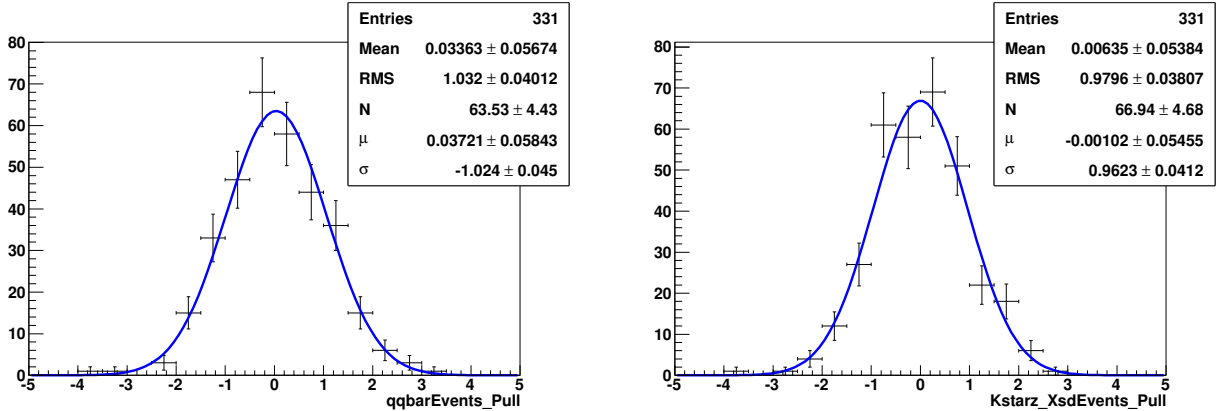 Entries 331
Mean 0.03363 ± 0.05674
RMS 1.032 ± 0.04012
N 63.53 ± 4.43
μ 0.03721 ± 0.05843
σ -1.024 ± 0.045
80
70
60
50
40
30
20
10
0
-5 -4 -3 -2 -1 0 1 2 3 4 5
qqbarEvents_Pull
Entries 331
Mean 0.00635 ± 0.05384
RMS 0.9796 ± 0.03807
N 66.94 ± 4.68
μ -0.00102 ± 0.05455
σ 0.9623 ± 0.0412
80
70
60
50
40
30
20
10
0
-5 -4 -3 -2 -1 0 1 2 3 4 5
Kstarz_XsdEvents_Pull